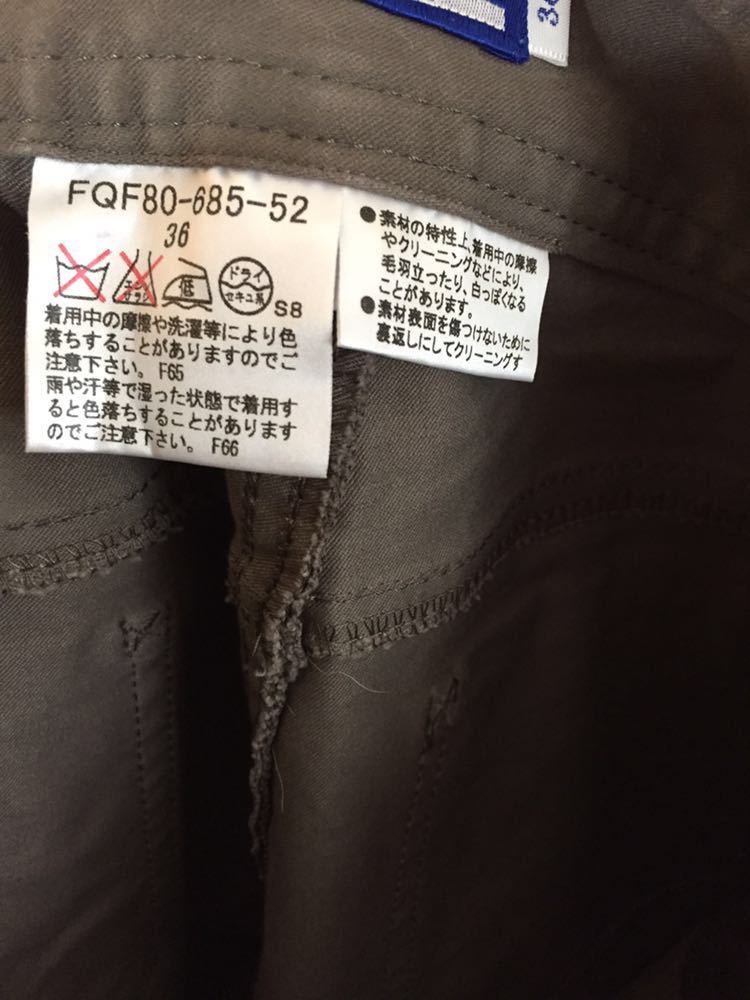 36
FQF80-685-52
36
エンソ
サラシ
低
ドライ
セキユ系
S8
着用中の摩擦や洗濯等により色
落ちすることがありますのでご
注意下さい。 F65
雨や汗等で湿った状態で着用す
ると色落ちすることがあります
のでご注意下さい。 F66
●素材の特性上、着用中の摩擦
やクリーニングなどにより、
毛羽立ったり、白っぽくなる
ことがあります。
●素材表面を傷つけないために
裏返しにしてクリーニングす